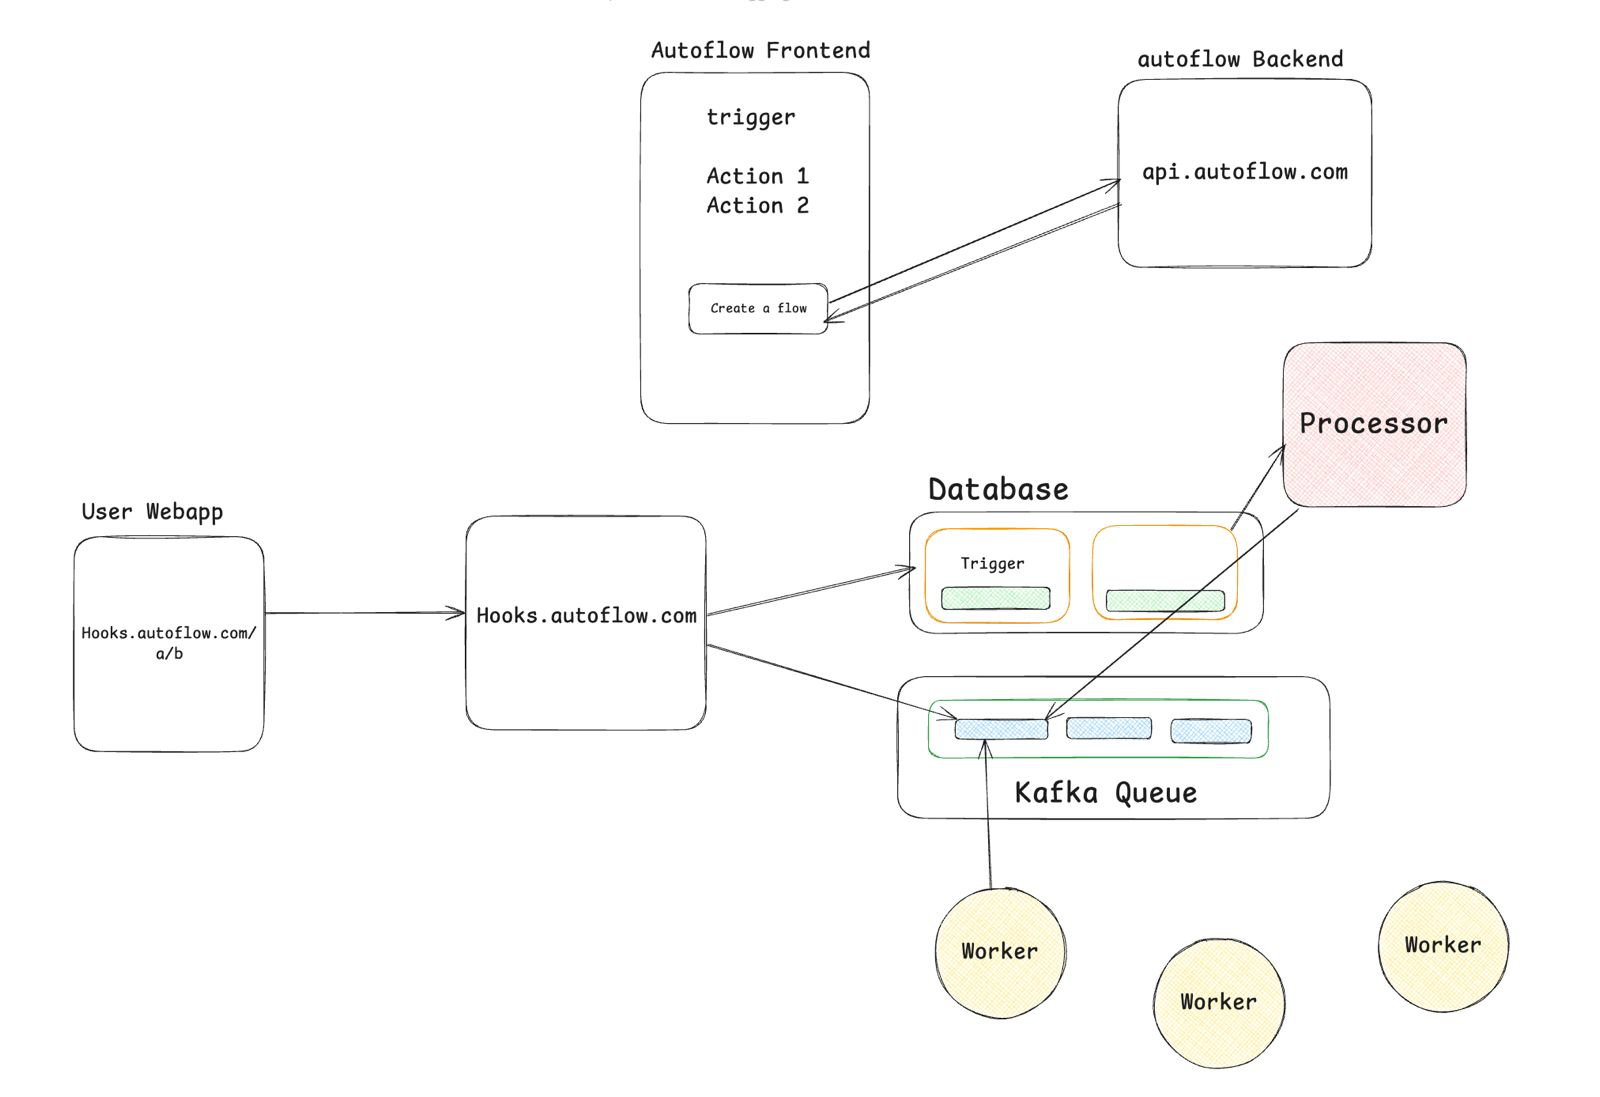 Autoflow Frontend
autoflow Backend
trigger
Action 1
Action 2
Create a flow
api.autoflow.com
Processor
Database
User Webapp
Trigger
Hooks.autoflow.com/
a/b
Hooks.autoflow.com
Kafka Queue
Worker
Worker
Worker